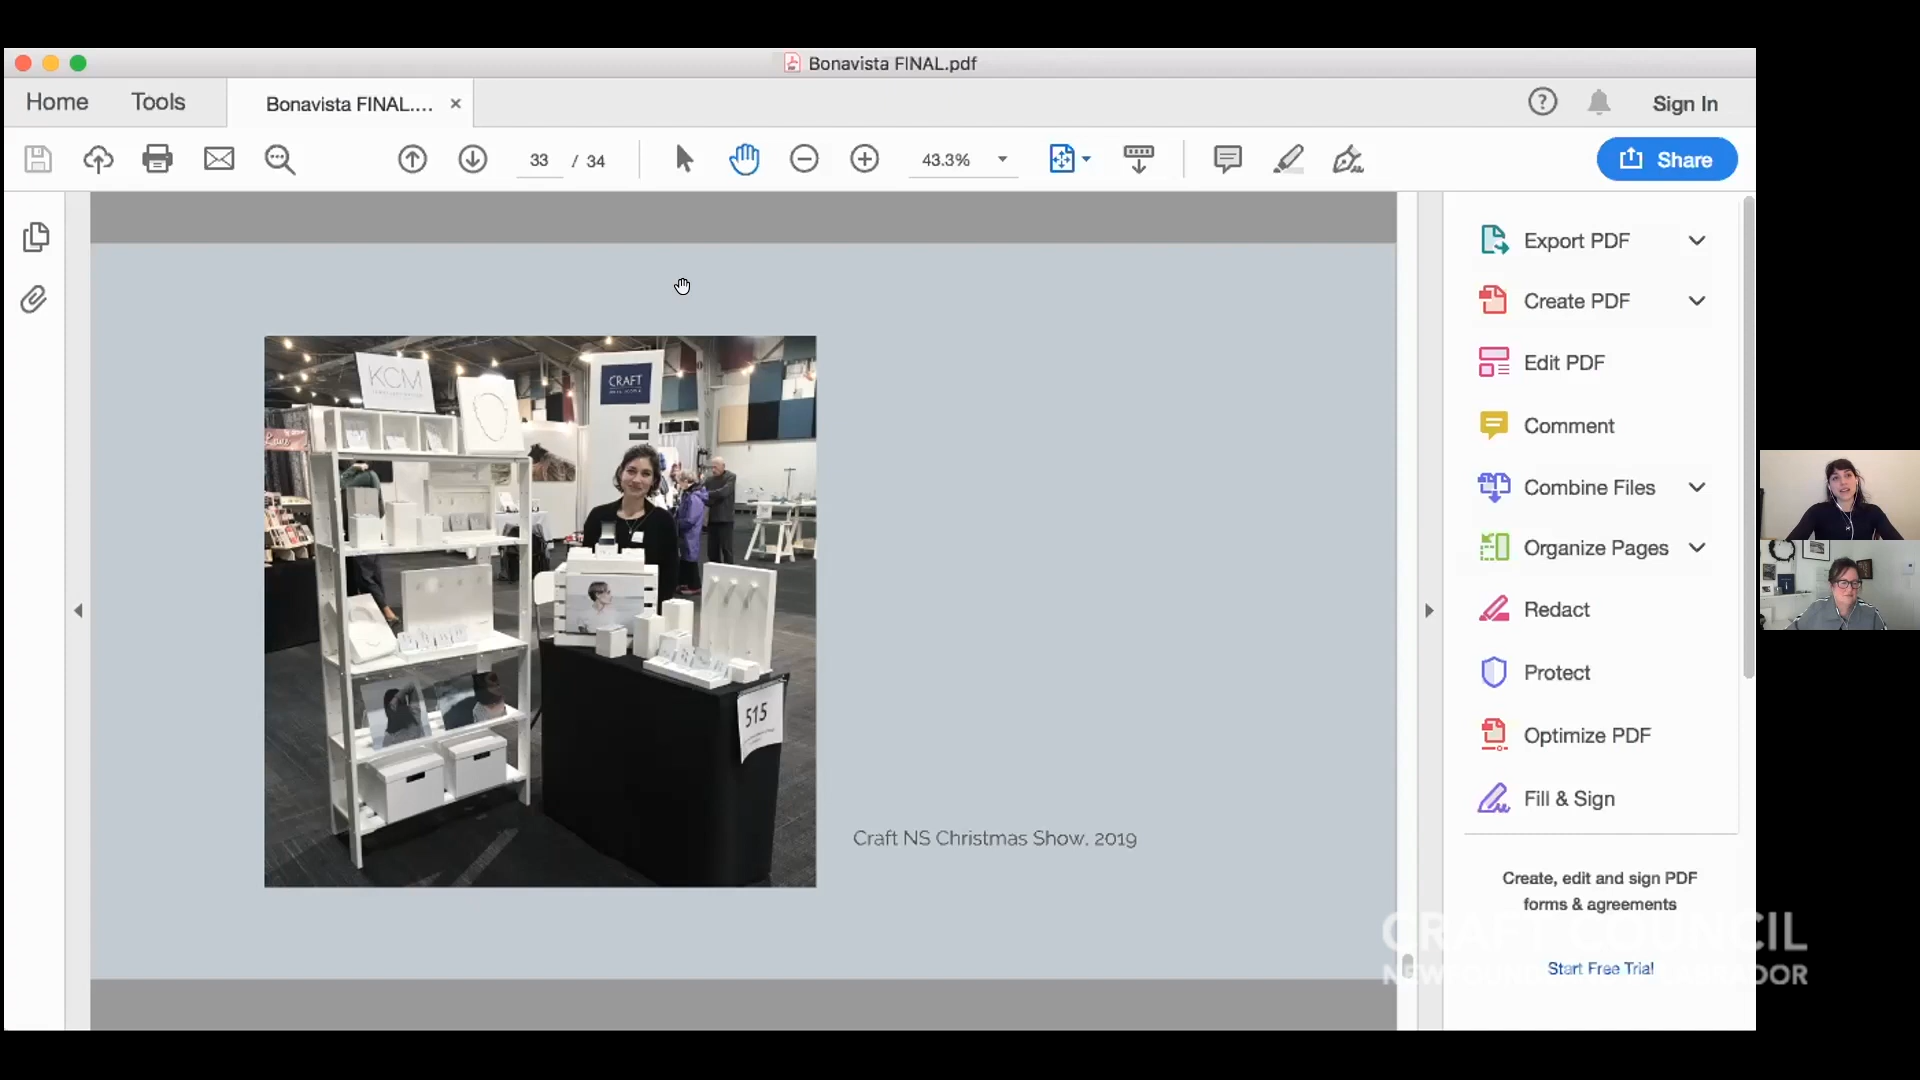 Bonavista FINAL.pdf
Home
Tools
Bonavista FINAL.... ×
Sign In
33 / 34
43.3%
Share
Export PDF
Create PDF
Edit PDF
Comment
Combine Files
Organize Pages
Redact
Protect
Optimize PDF
Fill & Sign
Create, edit and sign PDF
forms & agreements
Start Free Trial
KCM
CRAFT
Love
515
Craft NS Christmas Show, 2019
CRAFT COUNCIL